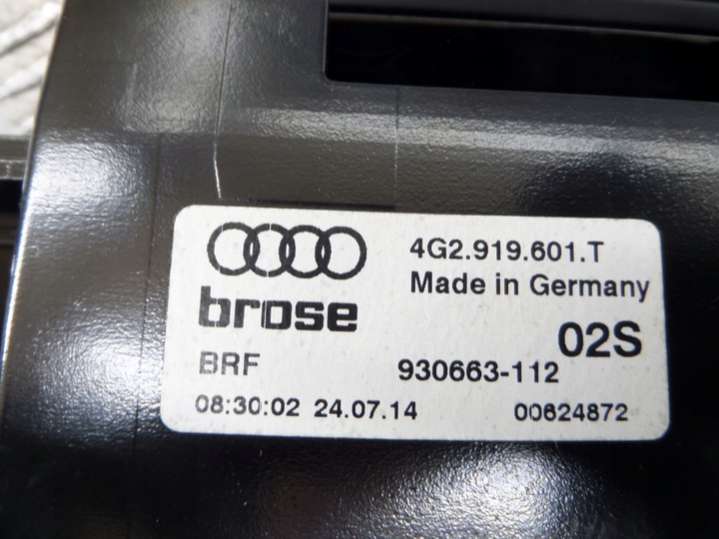 4G2.919.601.T
Made in Germany
brose
02S
BRF 930663-112
08:30:02 24.07.14 00624872